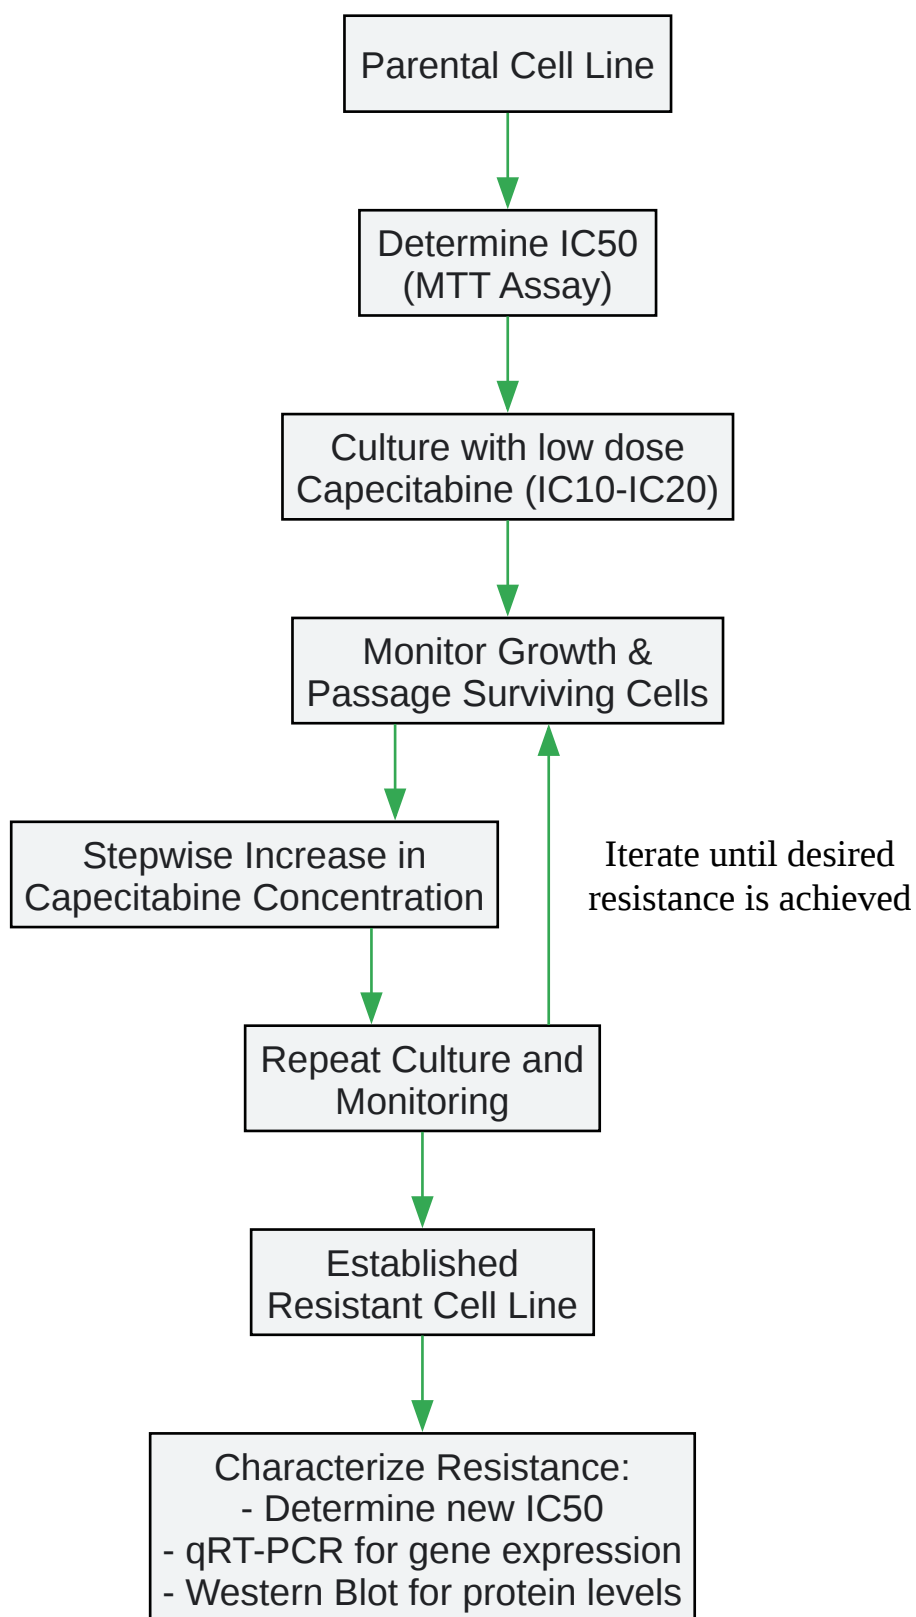 Parental Cell Line
Determine IC50
(MTT Assay)
Culture with low dose
Capecitabine (IC10-IC20)
Monitor Growth &
Passage Surviving Cells
Stepwise Increase in
Capecitabine Concentration
Iterate until desired
resistance is achieved
Repeat Culture and
Monitoring
Established
Resistant Cell Line
Characterize Resistance:
- Determine new IC50
- qRT-PCR for gene expression
- Western Blot for protein levels